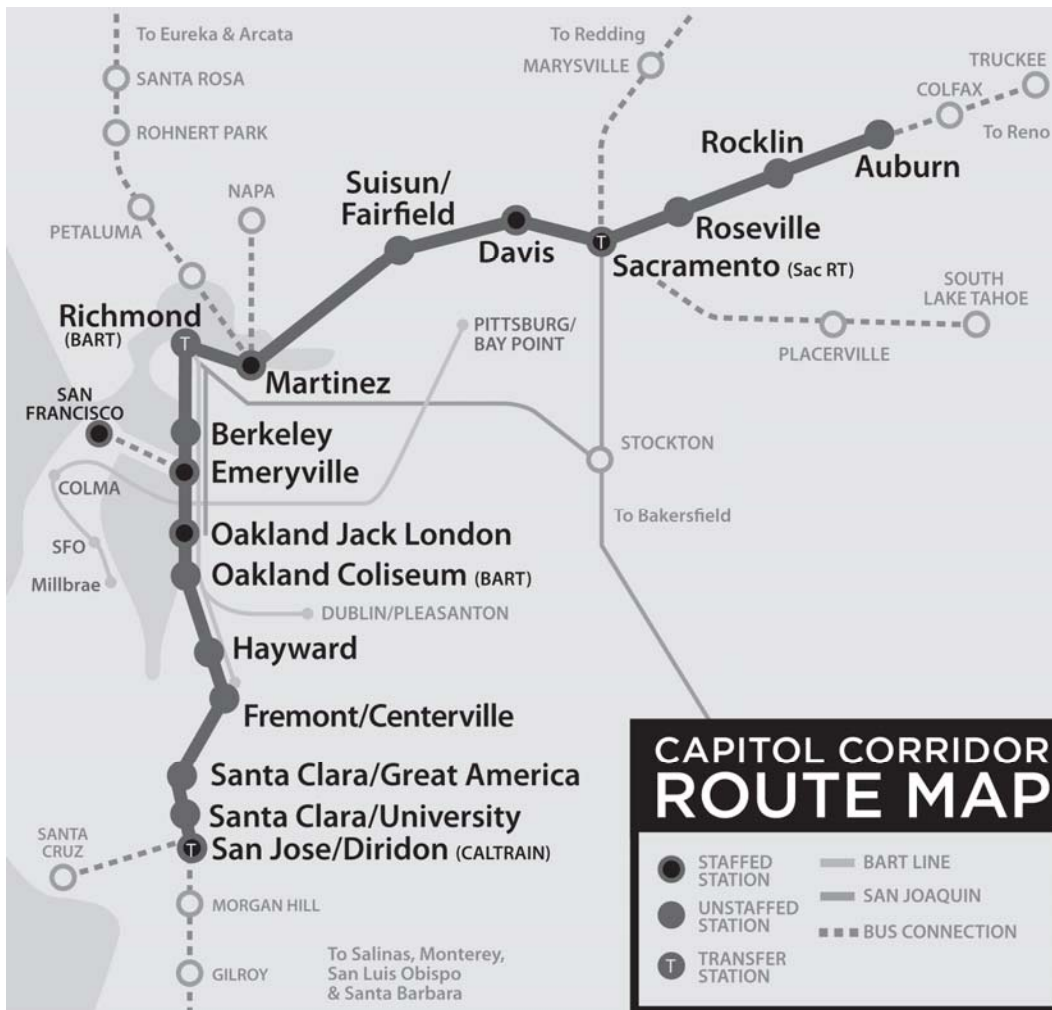 To Eureka & Arcata
SANTA ROSA
ROHNERT PARK
PETALUMA
NAPA
To Redding
MARYSVILLE
TRUCKEE
COLFAX
To Reno
Rocklin
Auburn
Suisun/
Fairfield
Davis
Roseville
T
Sacramento (Sac RT)
SOUTH
LAKE TAHOE
PLACERVILLE
Richmond
(BART)
T
PITTSBURG/
BAY POINT
Martinez
SAN
FRANCISCO
Berkeley
Emeryville
STOCKTON
COLMA
To Bakersfield
SFO
Millbrae
Oakland Jack London
Oakland Coliseum (BART)
DUBLIN/PLEASANTON
Hayward
Fremont/Centerville
Santa Clara/Great America
Santa Clara/University
T
San Jose/Diridon (CALTRAIN)
SANTA
CRUZ
MORGAN HILL
GILROY
To Salinas, Monterey,
San Luis Obispo
& Santa Barbara
CAPITOL CORRIDOR
ROUTE MAP
STAFFED
STATION
UNSTAFFED
STATION
T
TRANSFER
STATION
BART LINE
SAN JOAQUIN
BUS CONNECTION